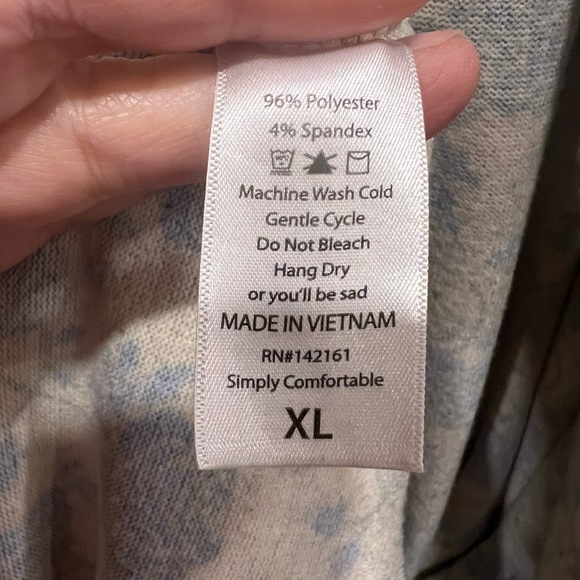 96% Polyester
4% Spandex
Machine Wash Cold
Gentle Cycle
Do Not Bleach
Hang Dry
or you'll be sad
MADE IN VIETNAM
RN#142161
Simply Comfortable
XL